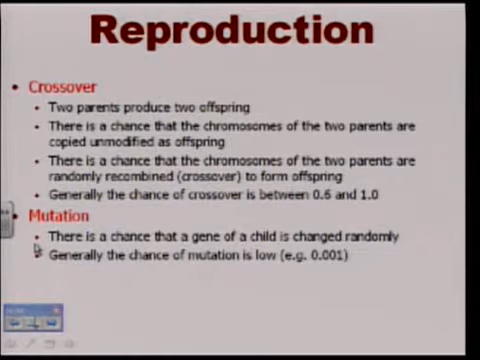 Reproduction
Crossover
Two parents produce two offspring
There is a chance that the chromosomes of the two parents are
copied unmodified as offspring
There is a chance that the chromosomes of the two parents are
randomly recombined (crossover) to form offspring
Generally the chance of crossover is between 0.6 and 1.0
Mutation
There is a chance that a gene of a child is changed randomly
Generally the chance of mutation is low (e.g. 0.001)